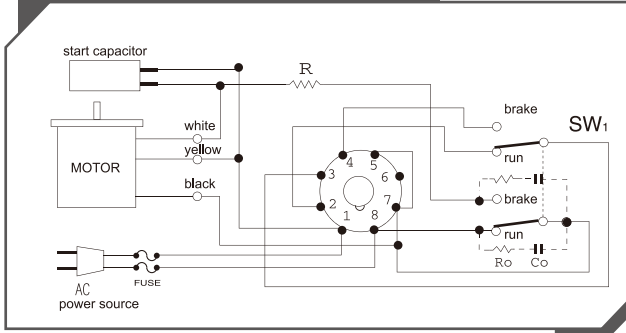 start capacitor
R
white
yellow
black
MOTOR
brake
SW1
run
4
5
3
6
2
7
1
8
brake
run
Ro
Co
FUSE
AC
power source